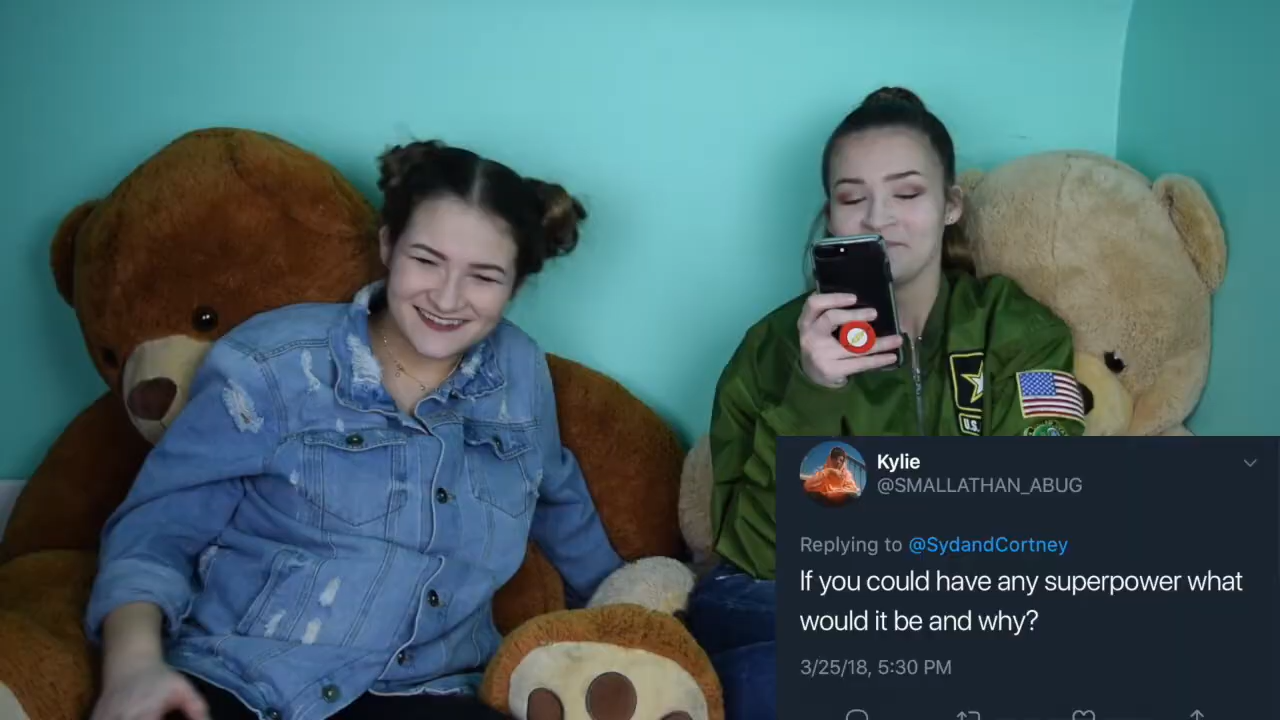 U.S.
Kylie
@SMALLATHAN_ABUG
Replying to @SydandCortney
If you could have any superpower what
would it be and why?
3/25/18, 5:30 PM